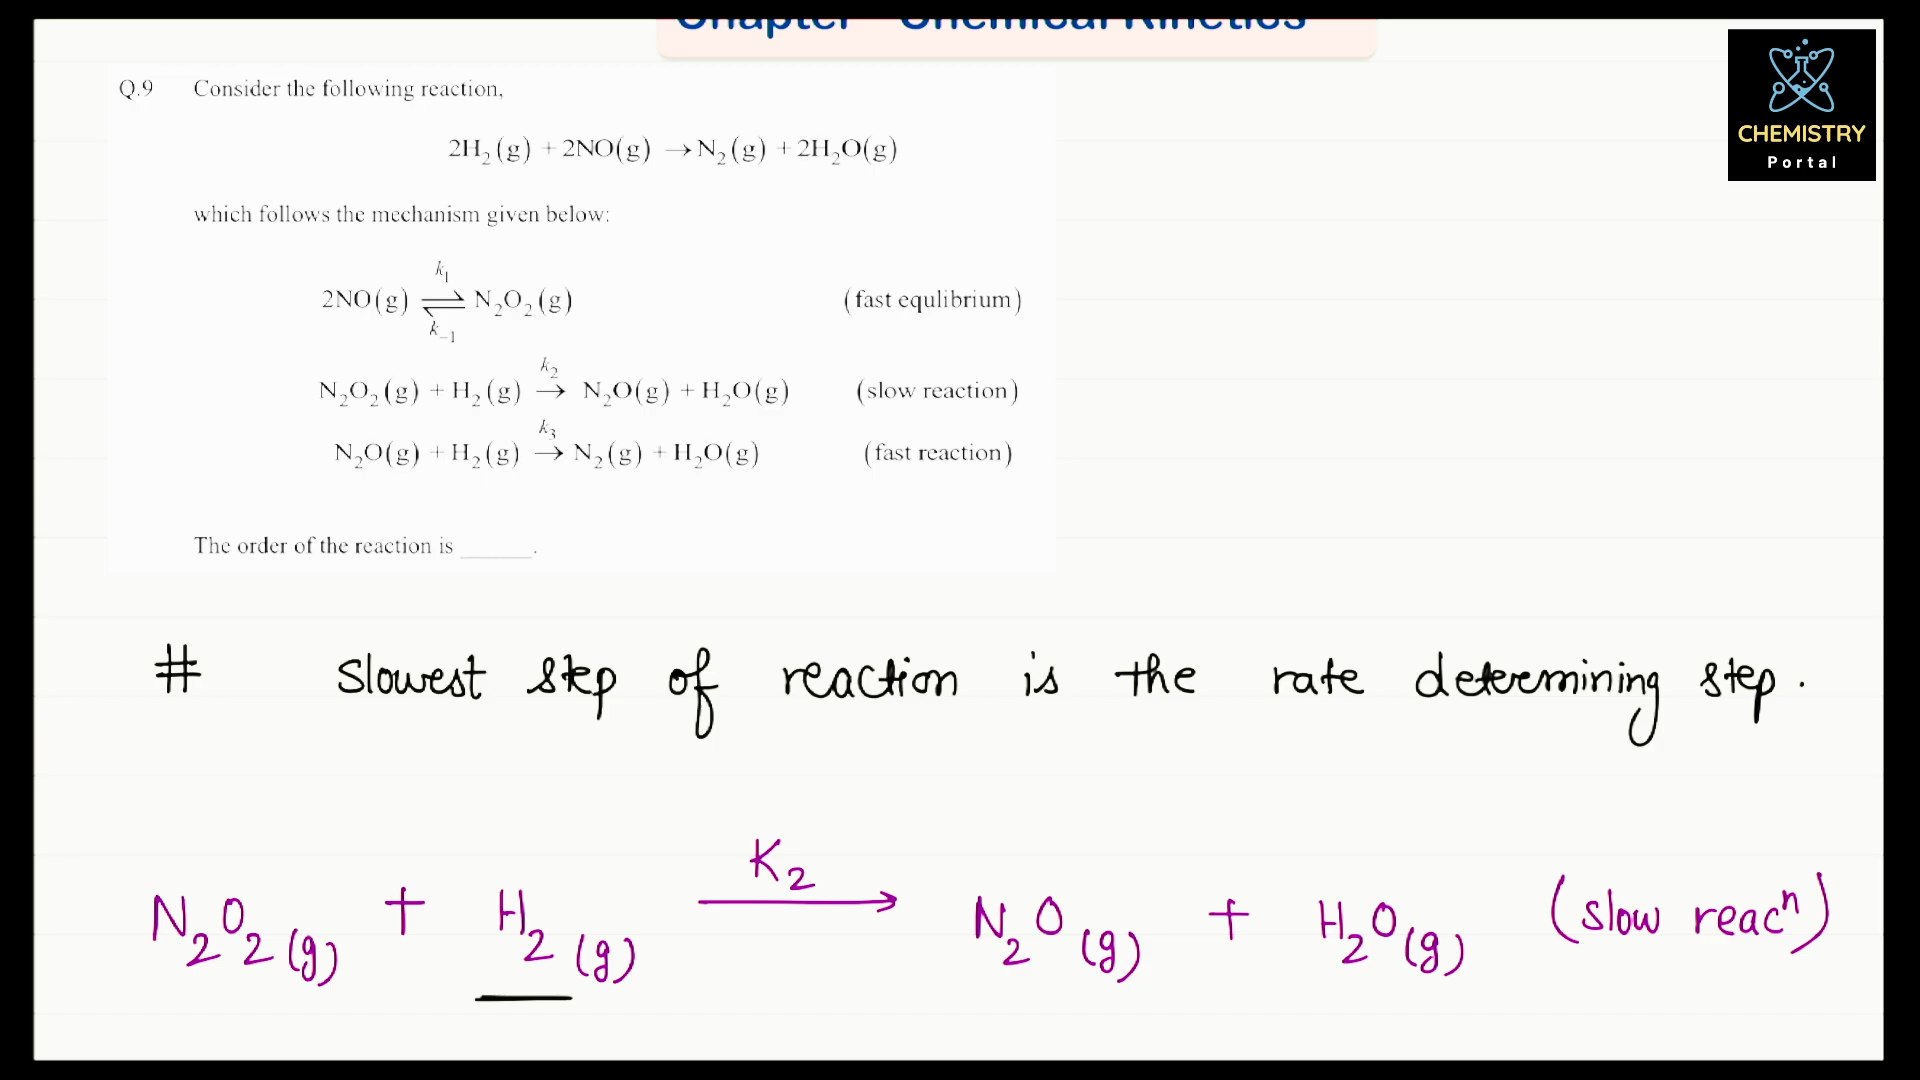 Chapter - Chemical Kinetics
CHEMISTRY
Portal
Q.9 Consider the following reaction,
2H₂(g) + 2NO(g) → N₂(g) + 2H₂O(g)
which follows the mechanism given below:
k₁
2NO(g) ⇌ N₂O₂(g) (fast equlibrium)
k₋₁
k₂
N₂O₂(g) + H₂(g) → N₂O(g) + H₂O(g) (slow reaction)
k₃
N₂O(g) + H₂(g) → N₂(g) + H₂O(g) (fast reaction)
The order of the reaction is ______.
# Slowest step of reaction is the rate determining step.
K₂
N₂O₂(g) + H₂(g) → N₂O(g) + H₂O(g) (slow reacⁿ)